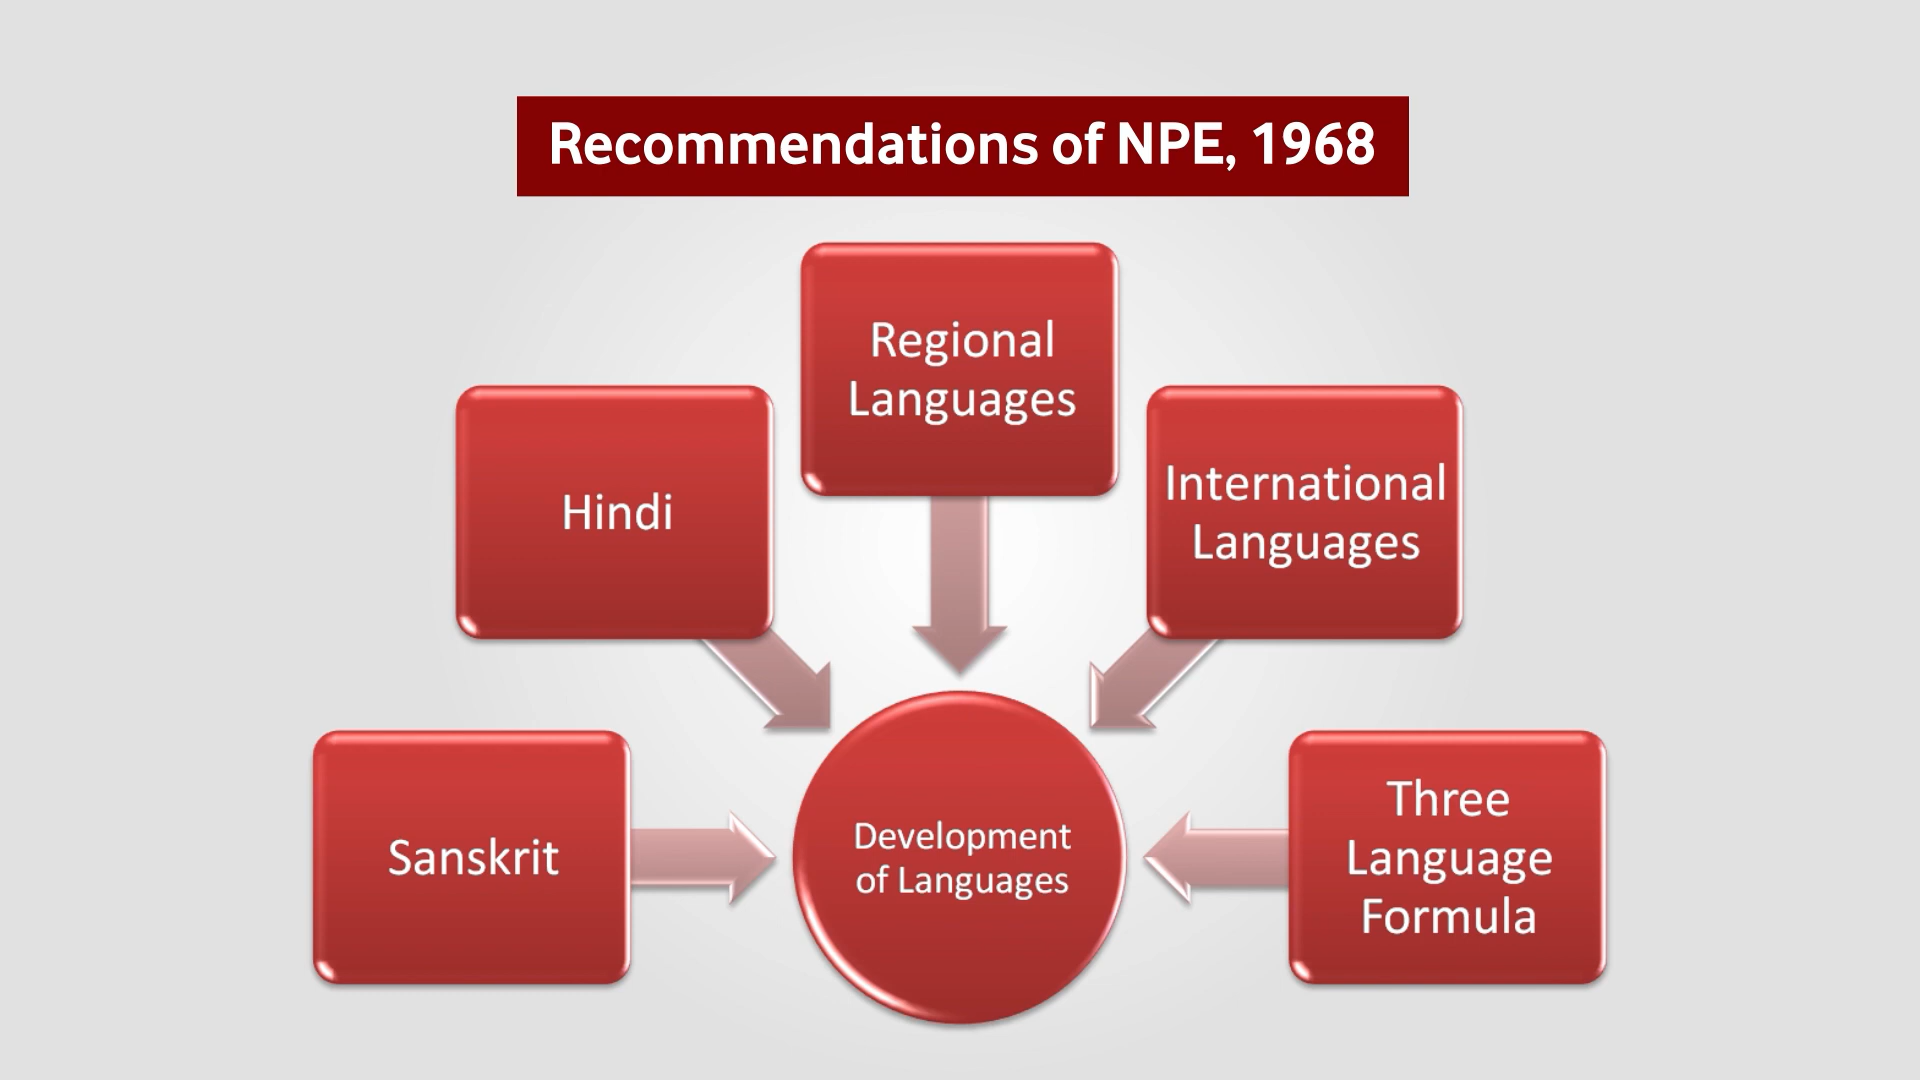 Recommendations of NPE, 1968
Regional
Languages
Hindi
International
Languages
Sanskrit
Development
of Languages
Three
Language
Formula